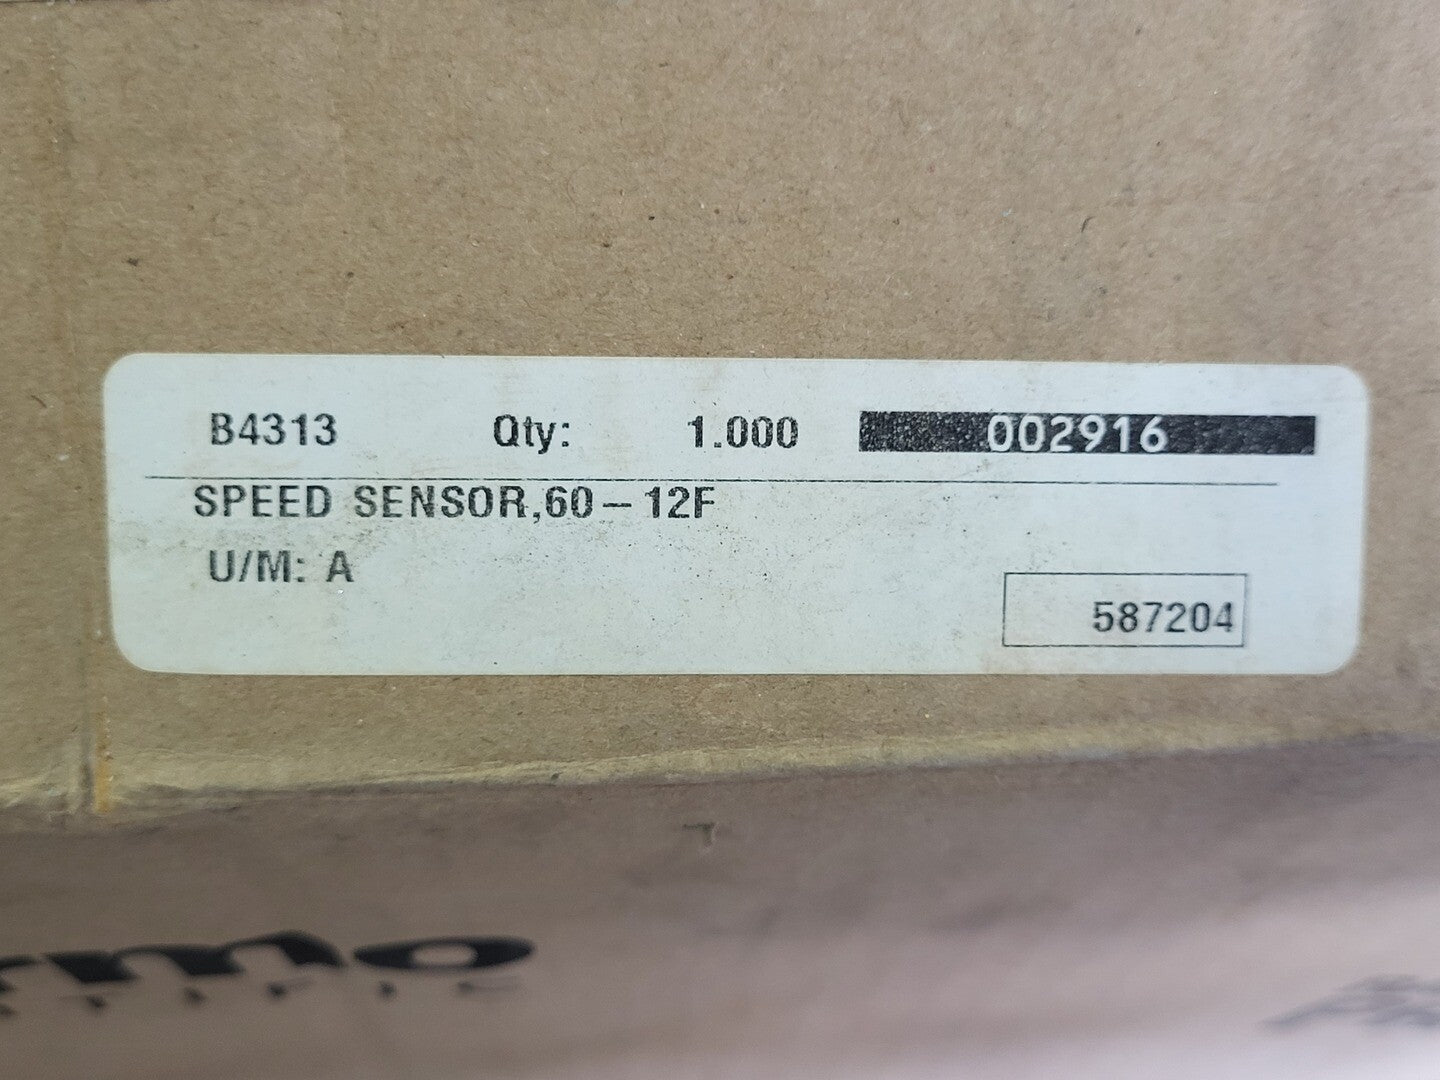 B4313 Qty: 1.000 002916
SPEED SENSOR,60-12F
U/M: A
587204